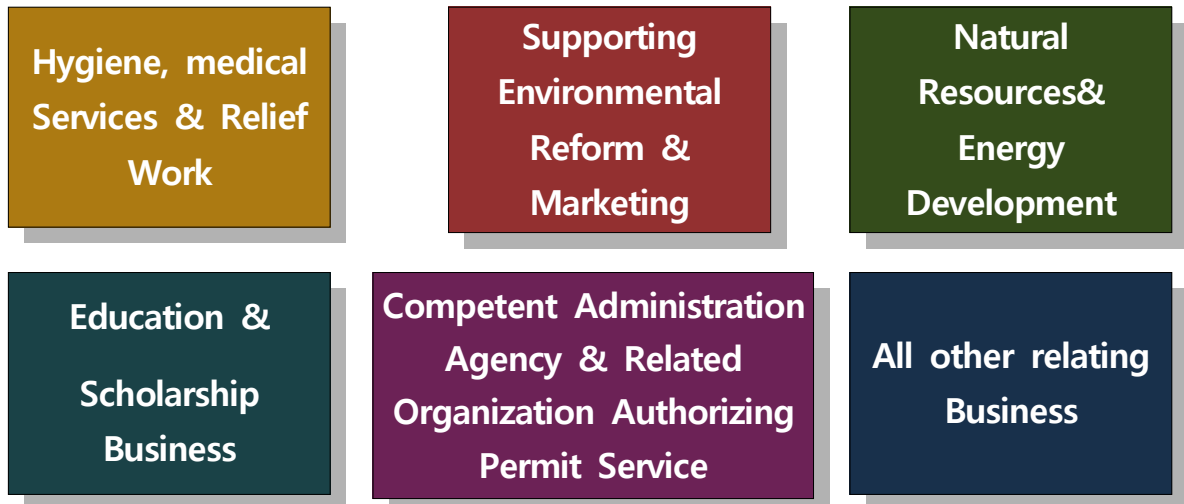 Hygiene, medical
Services & Relief
Work
Supporting
Environmental
Reform &
Marketing
Natural
Resources&
Energy
Development
Education &
Scholarship
Business
Competent Administration
Agency & Related
Organization Authorizing
Permit Service
All other relating
Business